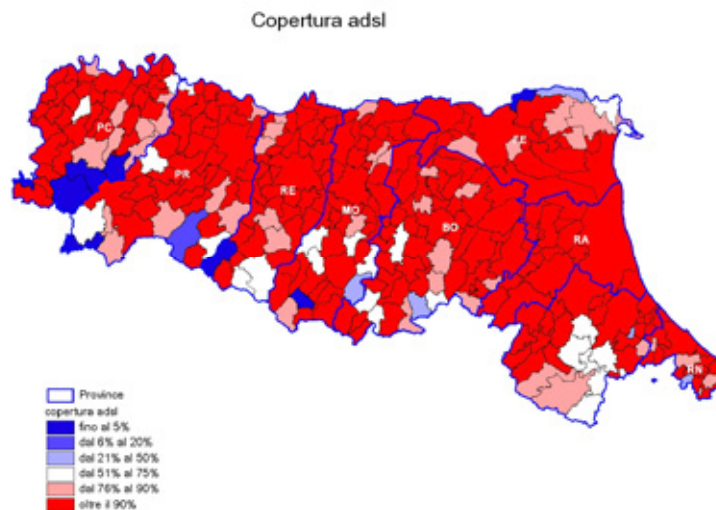 Copertura adsl
PC
PR
RE
MO
BO
FE
RA
RN
Province
copertura adsl
fino al 5%
dal 6% al 20%
dal 21% al 50%
dal 51% al 75%
dal 76% al 90%
oltre il 90%